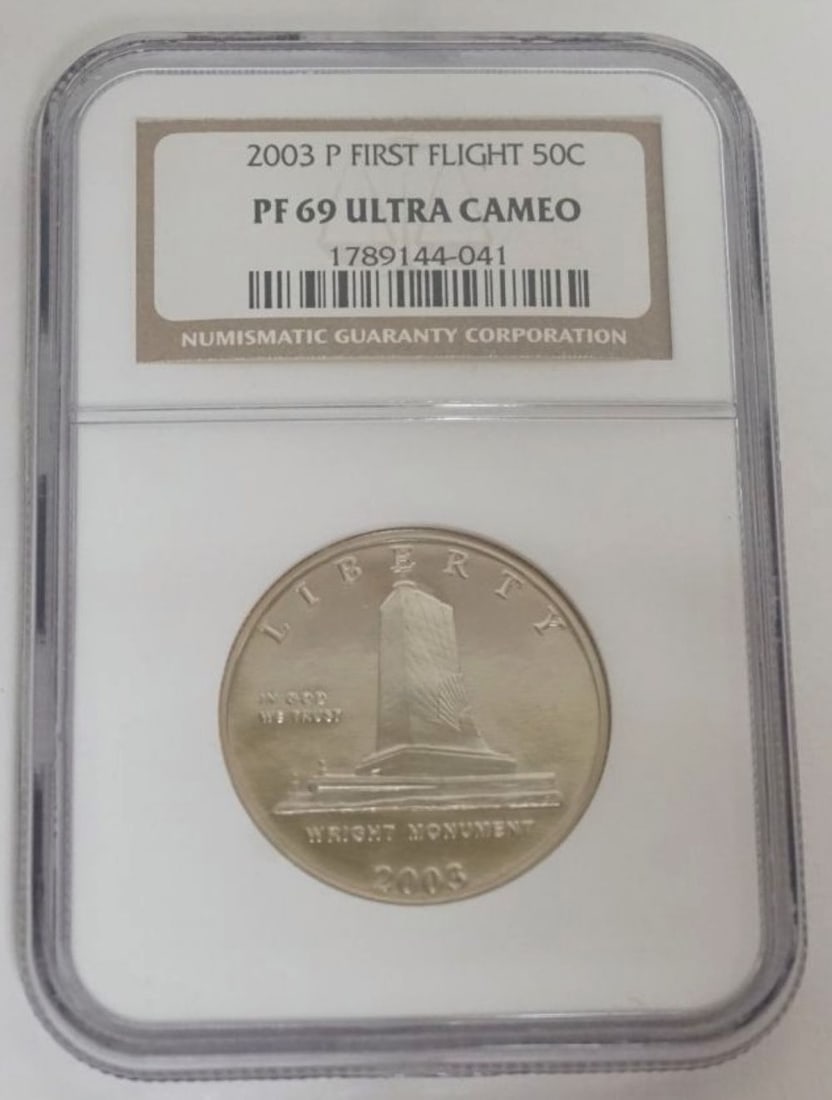 2003 P FIRST FLIGHT 50C
PF 69 ULTRA CAMEO
1789144-041
NUMISMATIC GUARANTY CORPORATION
LIBERTY
IN GOD
WE TRUST
WRIGHT MONUMENT
2003